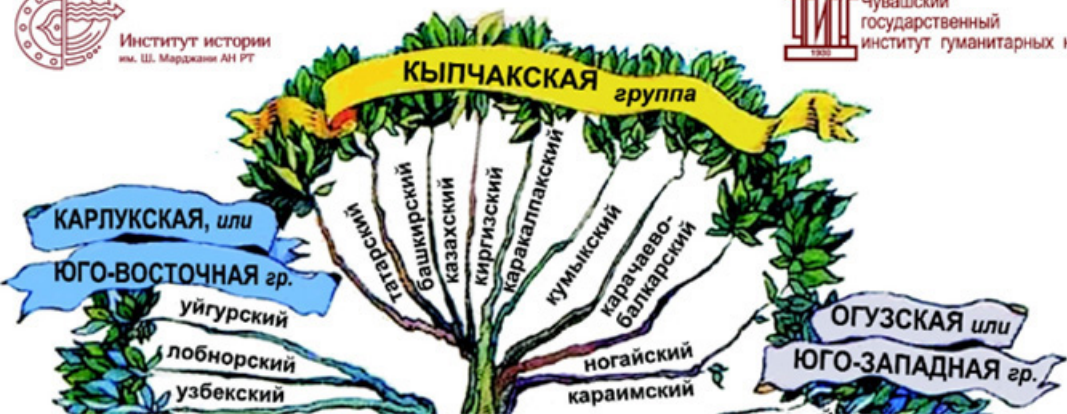 Институт истории
им. Ш. Марджани АН РТ
Чувашский
государственный
институт гуманитарных
1930
КЫПЧАКСКАЯ группа
КАРЛУКСКАЯ, или
ЮГО-ВОСТОЧНАЯ гр.
уйгурский
лобнорский
узбекский
татарский
башкирский
казахский
киргизский
каракалпакский
кумыкский
карачаево-
балкарский
ногайский
караимский
ОГУЗСКАЯ или
ЮГО-ЗАПАДНАЯ гр.